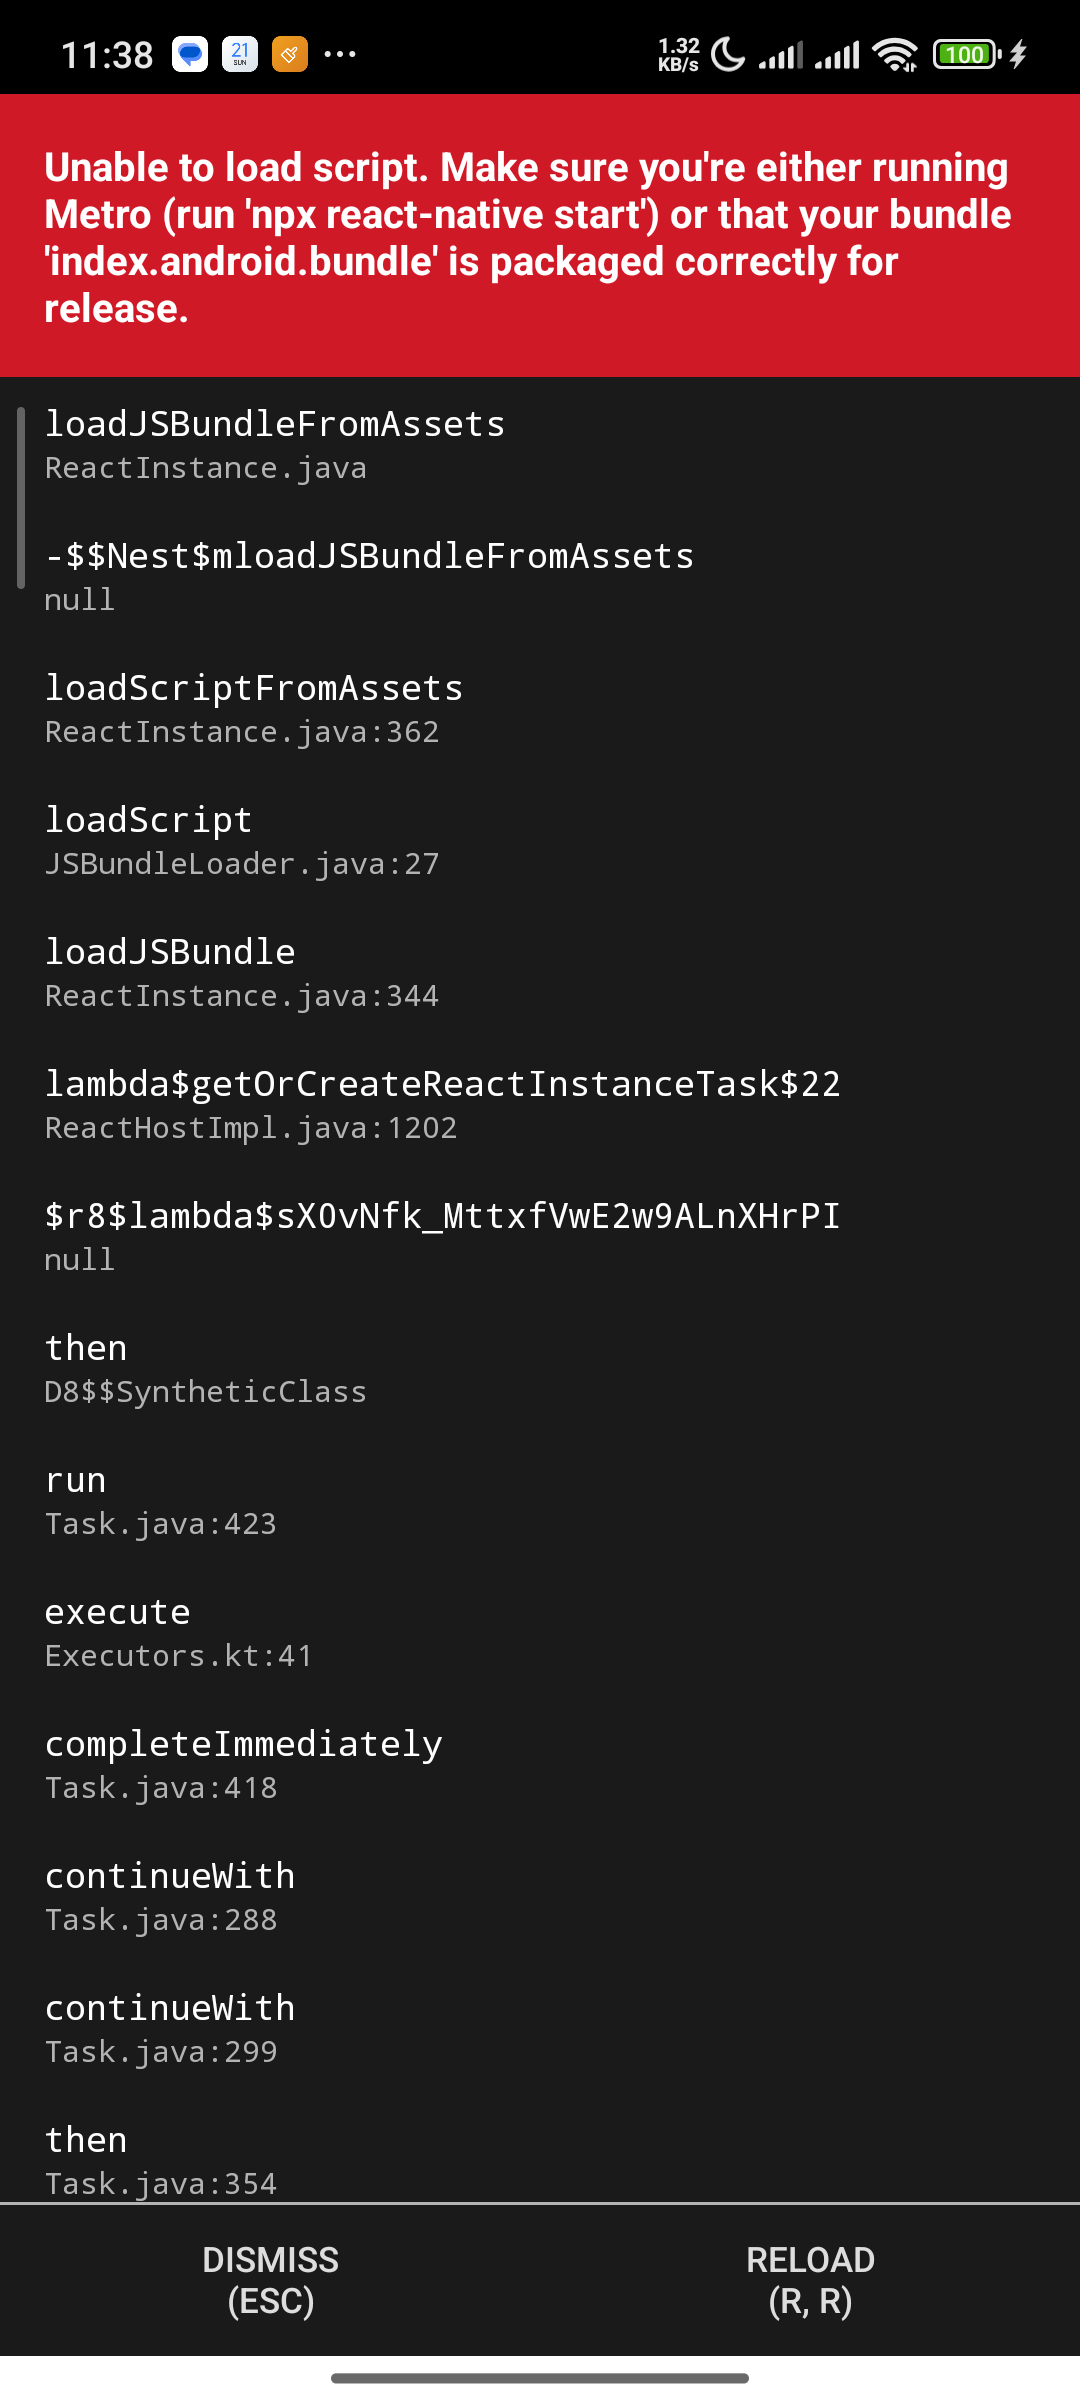 11:38
21
SUN
1.32
KB/s
100
Unable to load script. Make sure you're either running
Metro (run 'npx react-native start') or that your bundle
'index.android.bundle' is packaged correctly for
release.
loadJSBundleFromAssets
ReactInstance.java
-$$Nest$mloadJSBundleFromAssets
null
loadScriptFromAssets
ReactInstance.java:362
loadScript
JSBundleLoader.java:27
loadJSBundle
ReactInstance.java:344
lambda$getOrCreateReactInstanceTask$22
ReactHostImpl.java:1202
$r8$lambda$sX0vNfk_MttxfVwE2w9ALnXHrPI
null
then
D8$$SyntheticClass
run
Task.java:423
execute
Executors.kt:41
completeImmediately
Task.java:418
continueWith
Task.java:288
continueWith
Task.java:299
then
Task.java:354
DISMISS
(ESC)
RELOAD
(R, R)